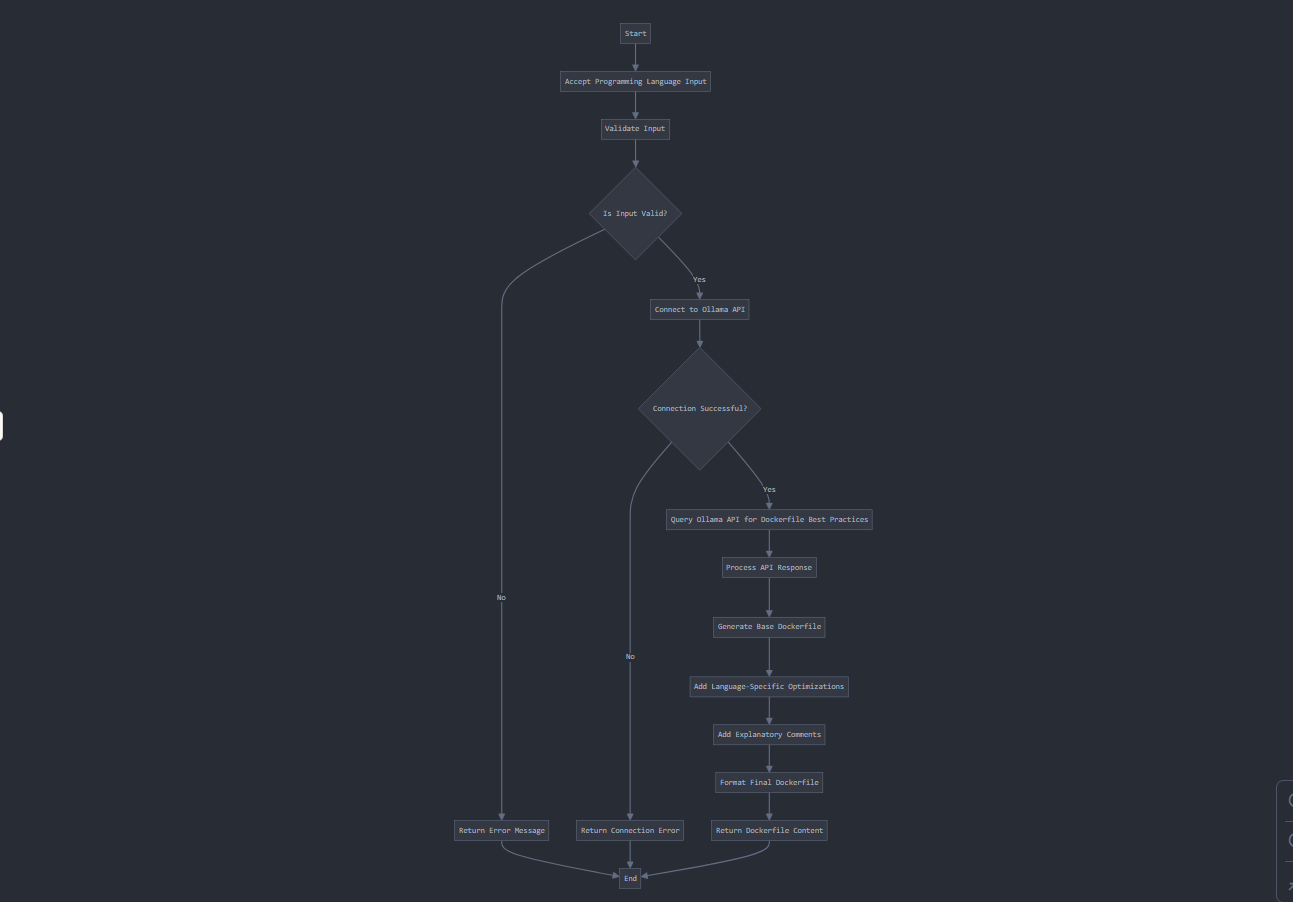 Start
Accept Programming Language Input
Validate Input
Is Input Valid?
Yes
Connect to Ollama API
Connection Successful?
Yes
Query Ollama API for Dockerfile Best Practices
Process API Response
No
Generate Base Dockerfile
No
Add Language-Specific Optimizations
Add Explanatory Comments
Format Final Dockerfile
Return Error Message
Return Connection Error
Return Dockerfile Content
End